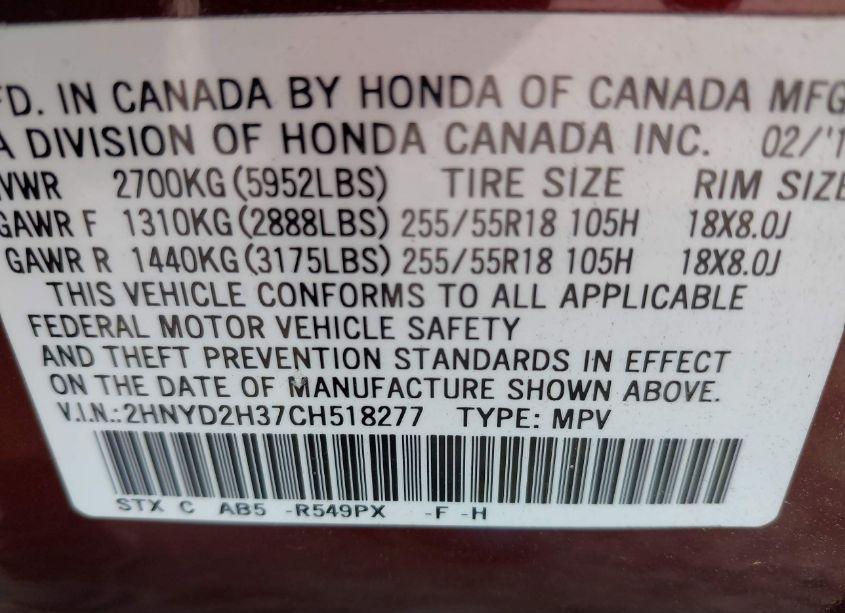 FD. IN CANADA BY HONDA OF CANADA MFG
A DIVISION OF HONDA CANADA INC. 02/'1
VWR 2700KG (5952LBS) TIRE SIZE RIM SIZE
GAWR F 1310KG (2888LBS) 255/55R18 105H 18X8.0J
GAWR R 1440KG (3175LBS) 255/55R18 105H 18X8.0J
THIS VEHICLE CONFORMS TO ALL APPLICABLE
FEDERAL MOTOR VEHICLE SAFETY
AND THEFT PREVENTION STANDARDS IN EFFECT
ON THE DATE OF MANUFACTURE SHOWN ABOVE.
V.I.N.: 2HNYD2H37CH518277 TYPE: MPV
STX C AB5 -R549PX -F -H